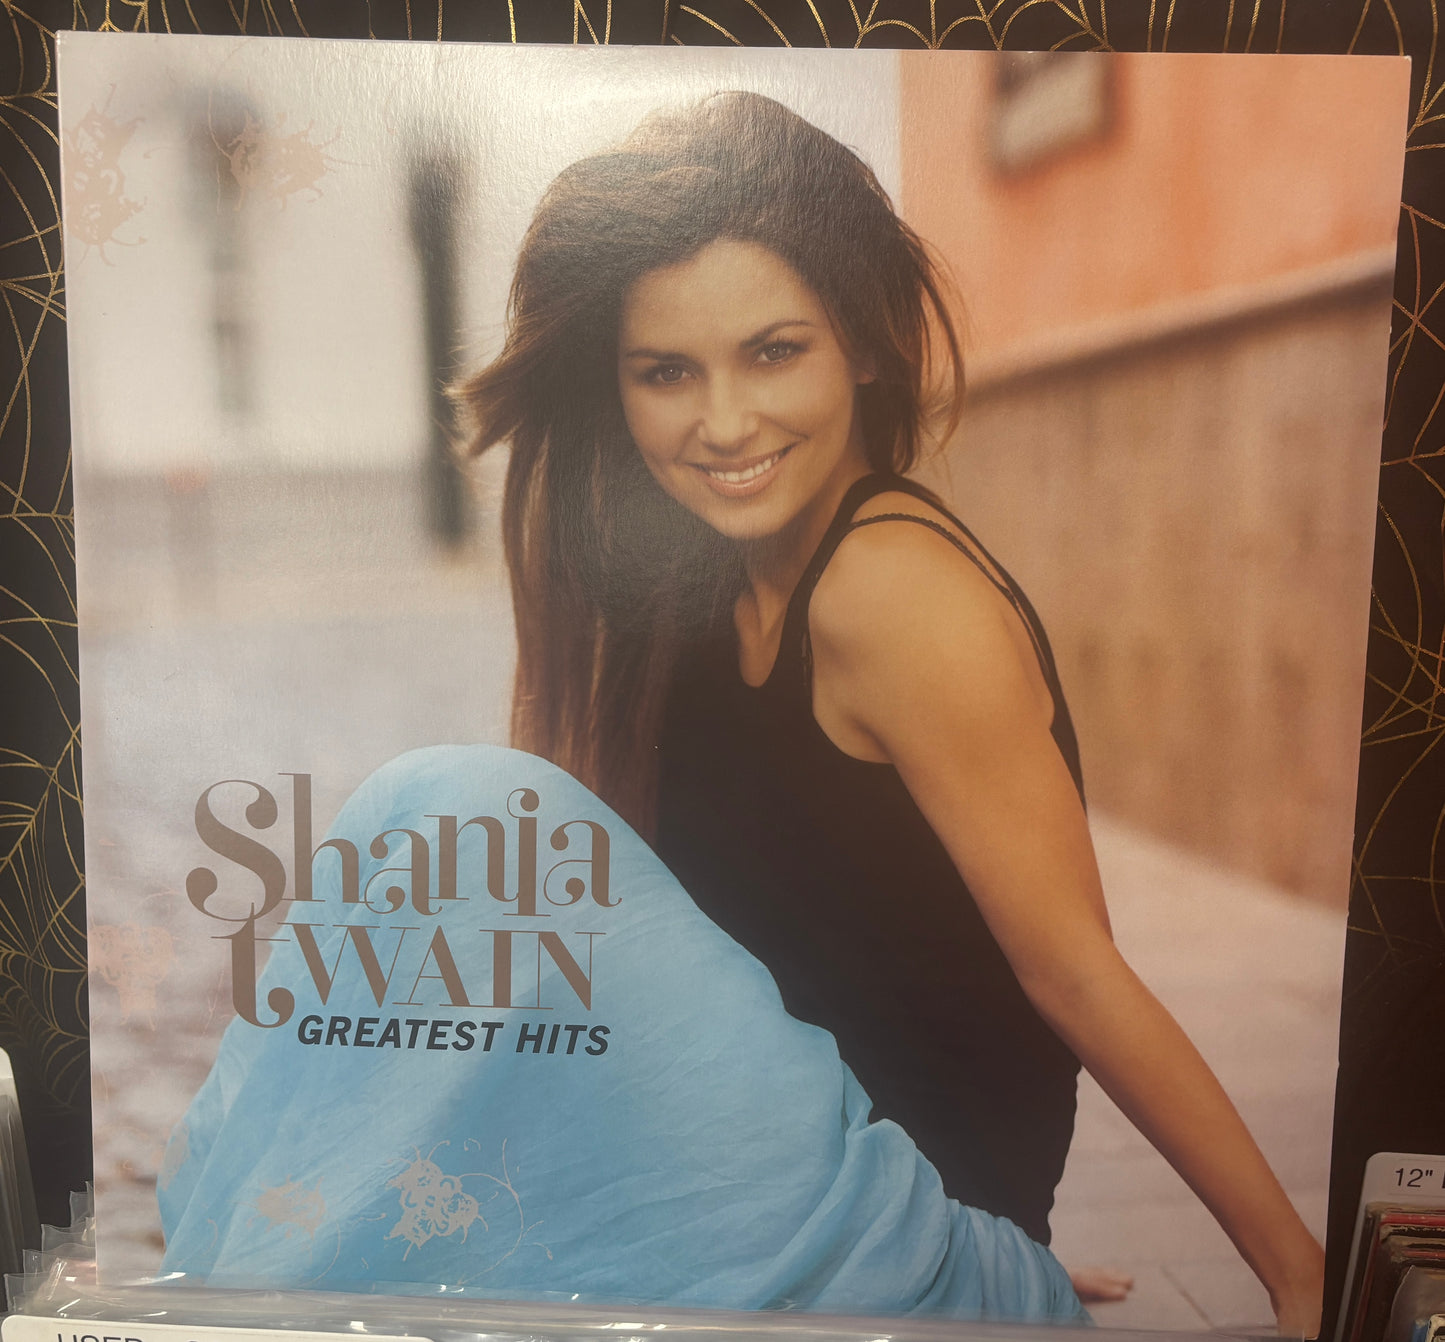 Shania
TWAIN
GREATEST HITS
12"
USED